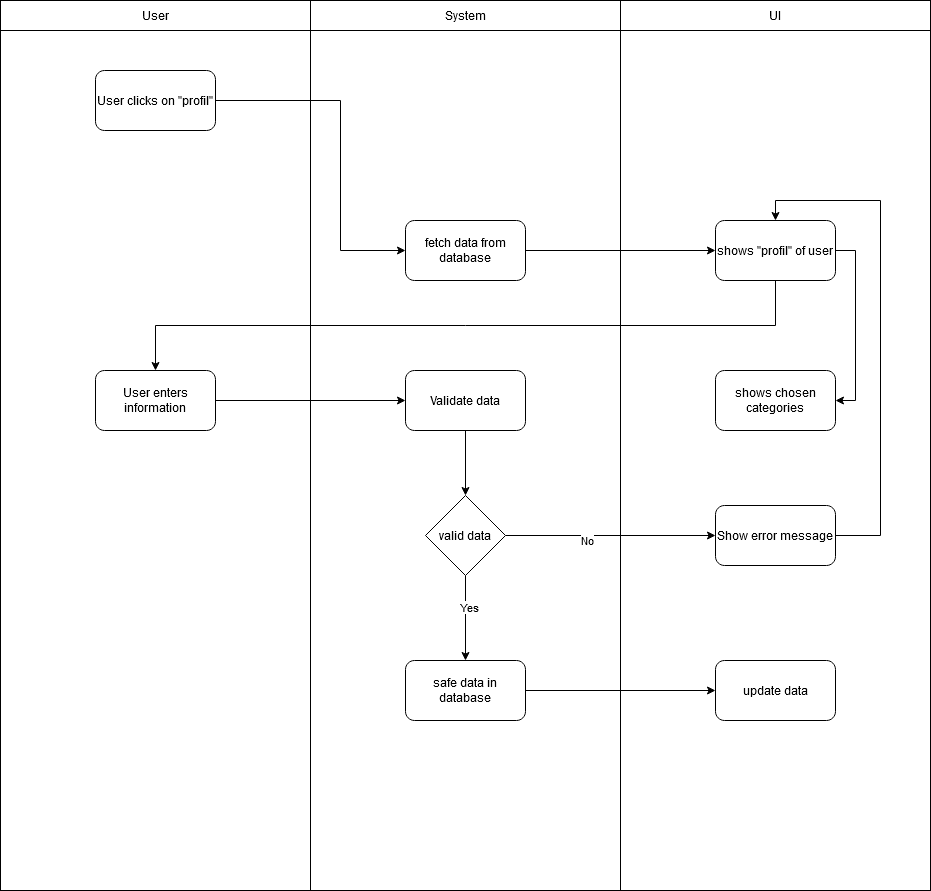 User
System
UI
User clicks on "profil"
fetch data from
database
shows "profil" of user
User enters
information
Validate data
shows chosen
categories
valid data
No
Show error message
Yes
safe data in
database
update data